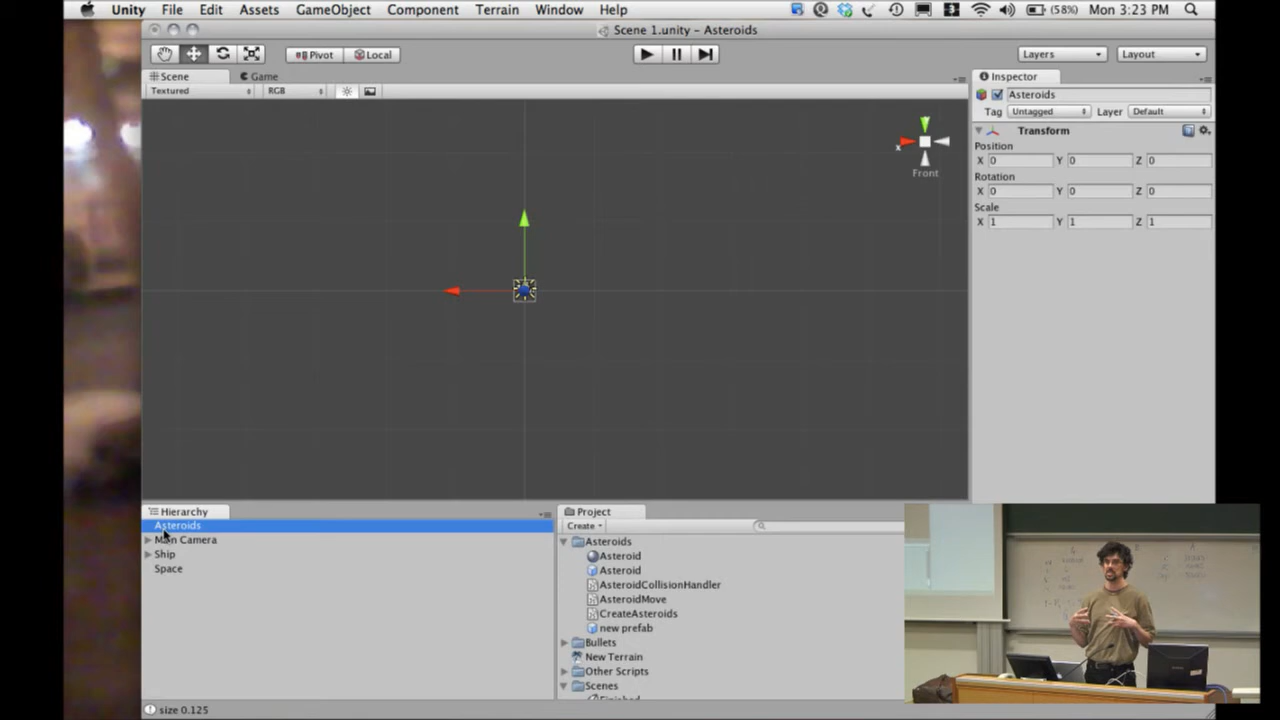 Unity File Edit Assets GameObject Component Terrain Window Help (58%) Mon 3:23 PM
Scene 1.unity - Asteroids
Pivot Local Layers Layout
Scene Game Inspector
Textured RGB
Asteroids
Tag Untagged Layer Default
Transform
Position
X 0 Y 0 Z 0
Rotation
X 0 Y 0 Z 0
Scale
X 1 Y 1 Z 1
x
Front
Hierarchy
Asteroids
Main Camera
Ship
Space
Project
Create
Asteroids
Asteroid
Asteroid
AsteroidCollisionHandler
AsteroidMove
CreateAsteroids
new prefab
Bullets
New Terrain
Other Scripts
Scenes
size 0.125